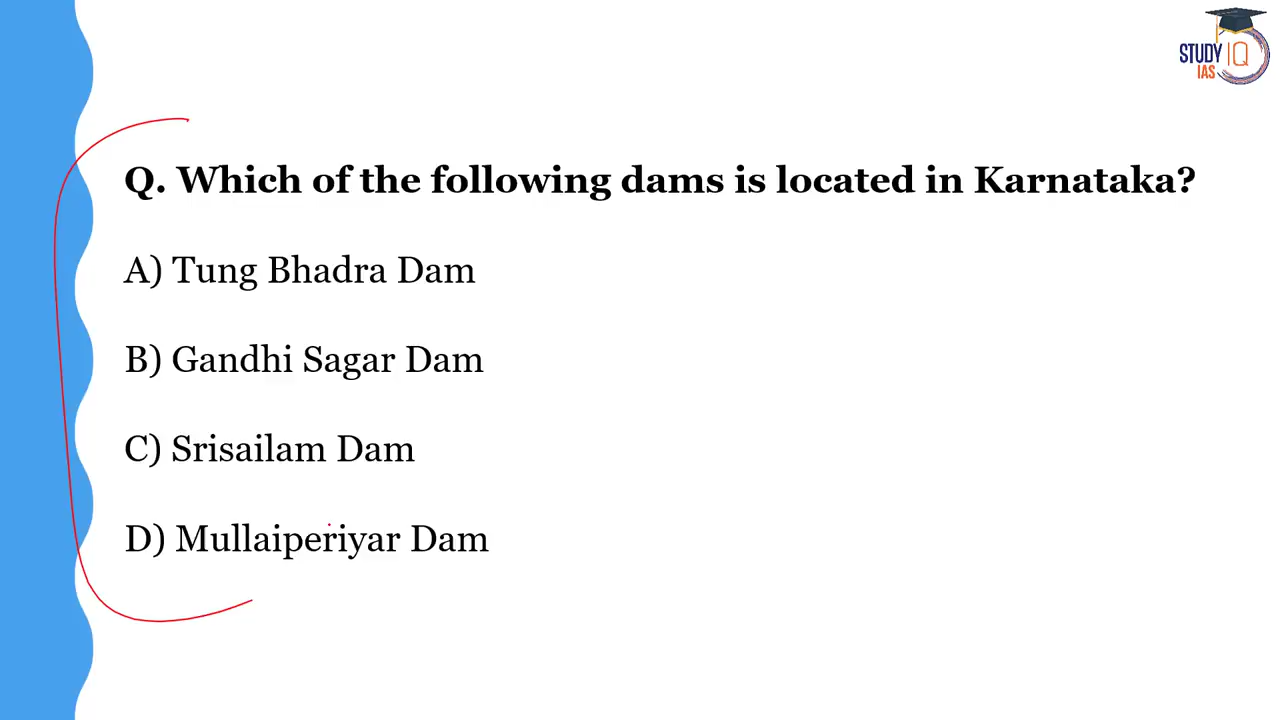 STUDY IQ
IAS
Q. Which of the following dams is located in Karnataka?
A) Tung Bhadra Dam
B) Gandhi Sagar Dam
C) Srisailam Dam
D) Mullaiperiyar Dam